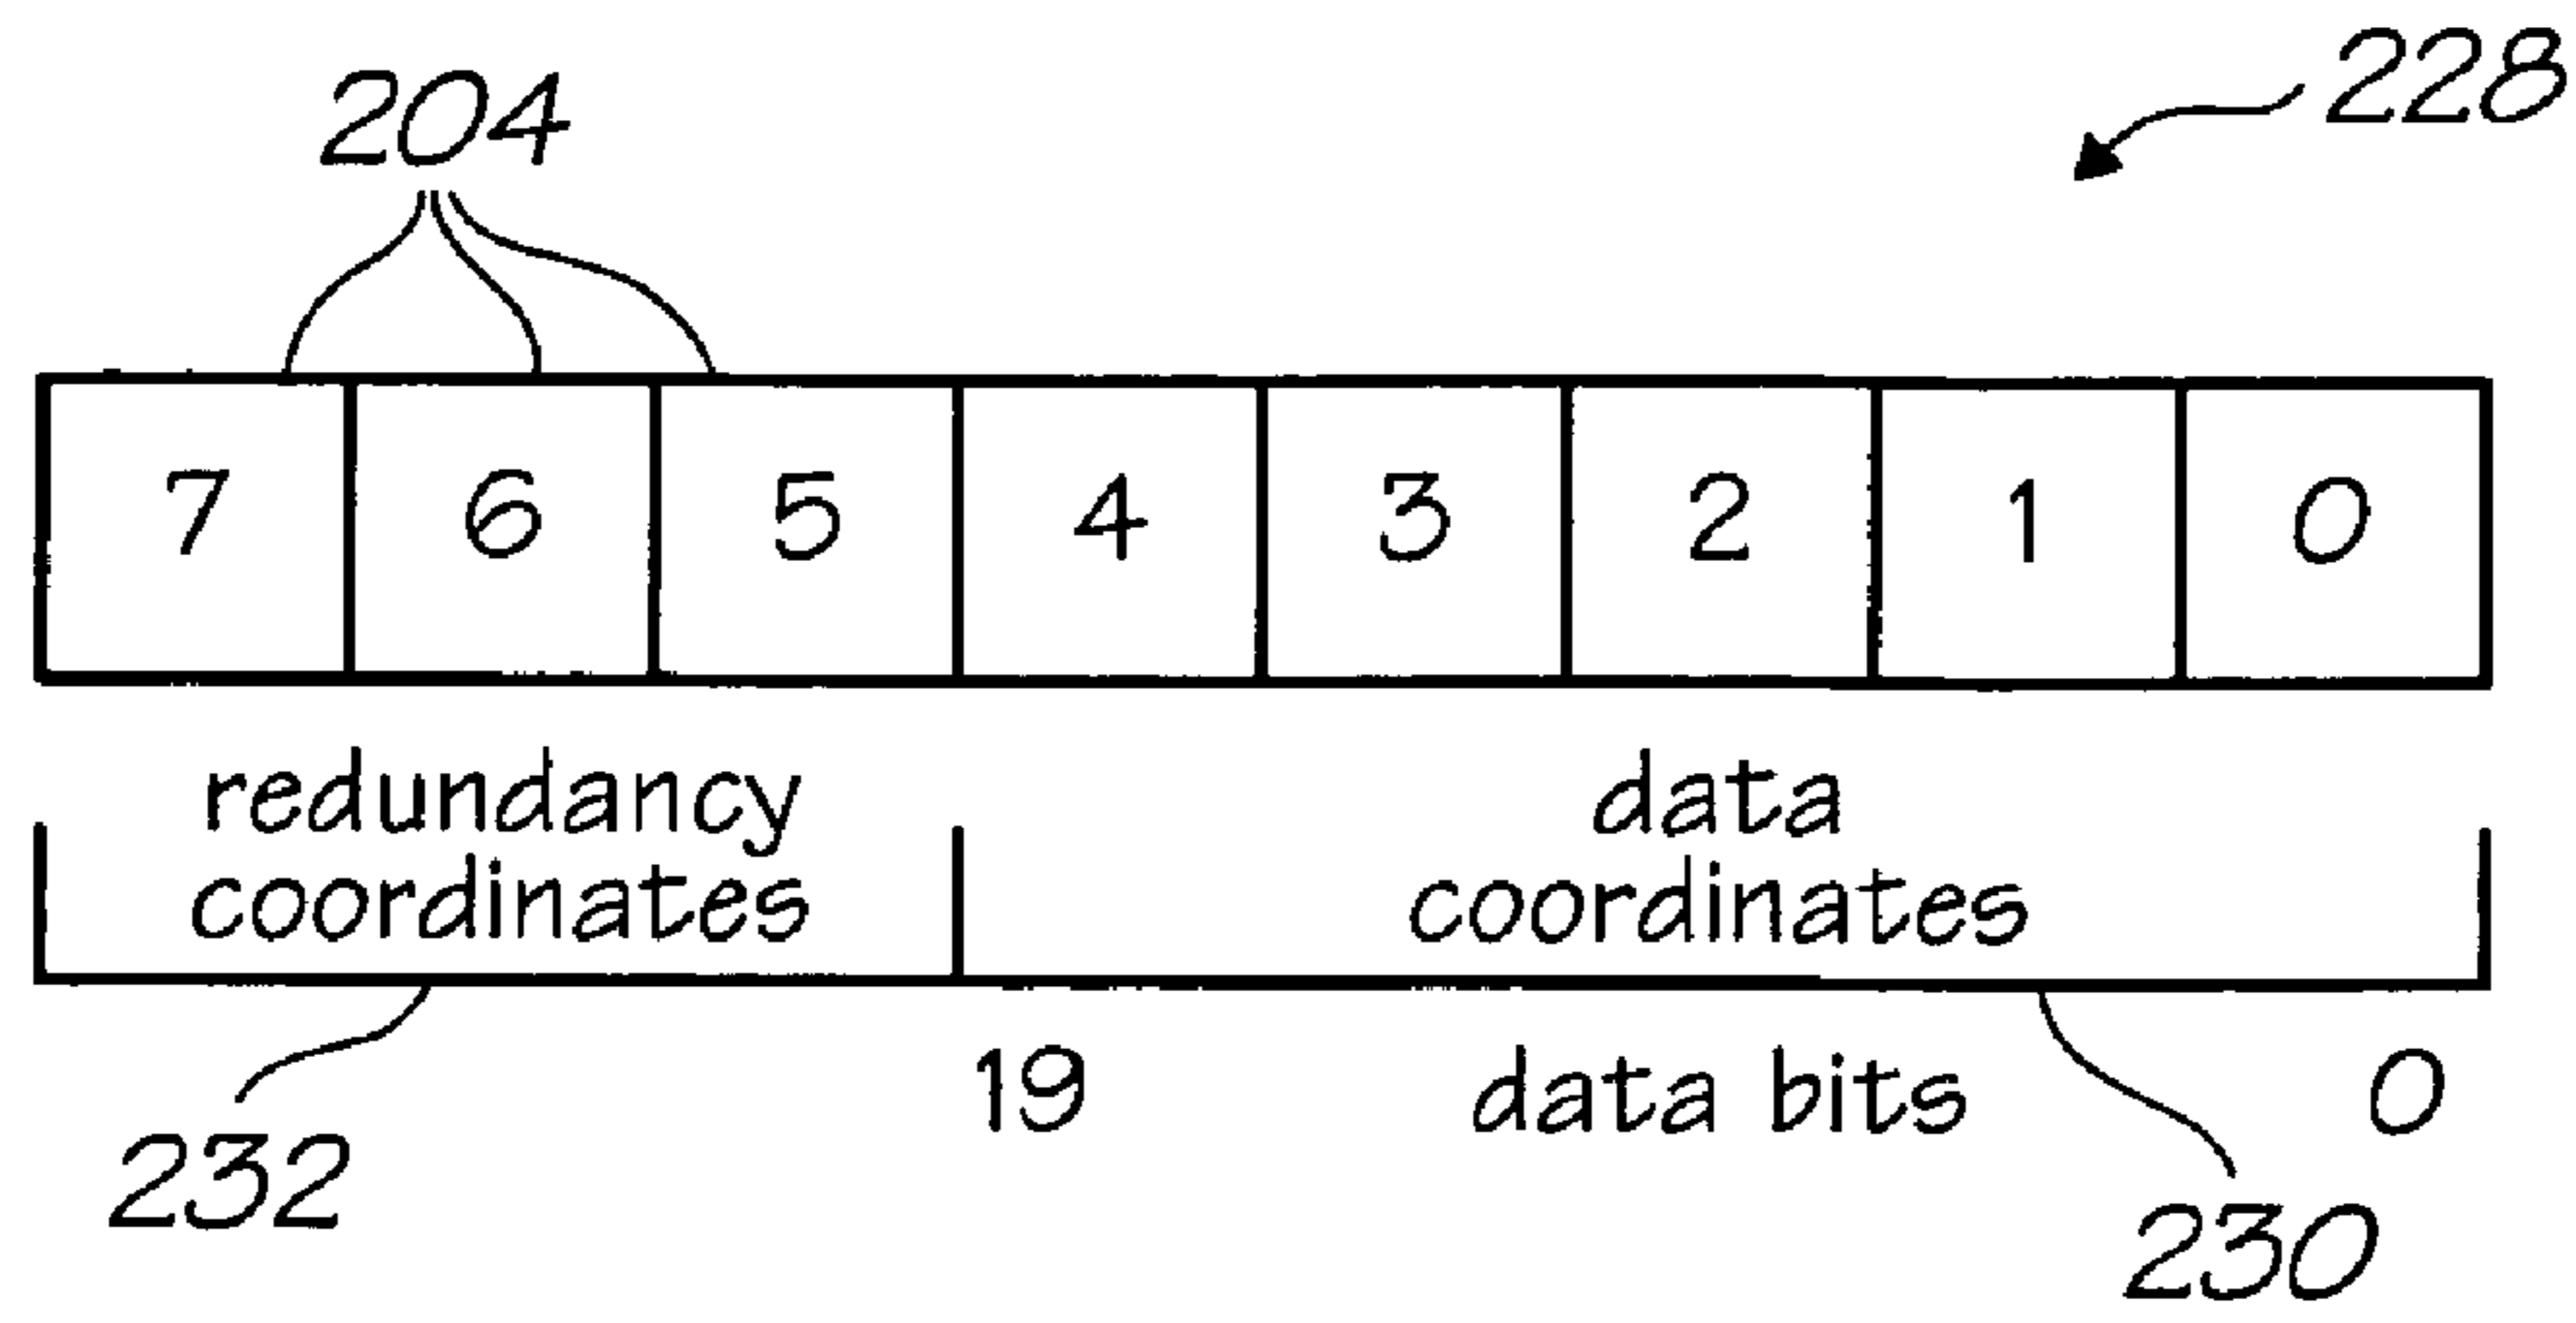 228
204
7 6 5 4 3 2 1 0
redundancy coordinates
data coordinates
19 data bits 0
232
230